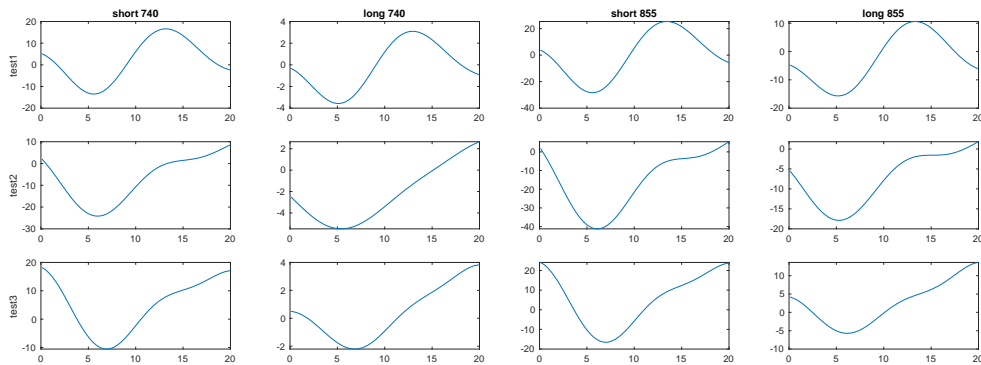 short 740 long 740 short 855 long 855
20 4 20 10
10 2 0 0
0 0 -20 -10
-10 -2 -40 -20
-20 -4
test1
0 5 10 15 20 0 5 10 15 20 0 5 10 15 20 0 5 10 15 20
10 2 0 0
0 0 -10 -5
-10 -2 -20 -10
-20 -4 -30 -15
-30 -40 -20
test2
0 5 10 15 20 0 5 10 15 20 0 5 10 15 20 0 5 10 15 20
20 4 20 10
10 2 10 5
0 0 0 0
-10 -2 -10 -5
-20 -10
test3
0 5 10 15 20 0 5 10 15 20 0 5 10 15 20 0 5 10 15 20